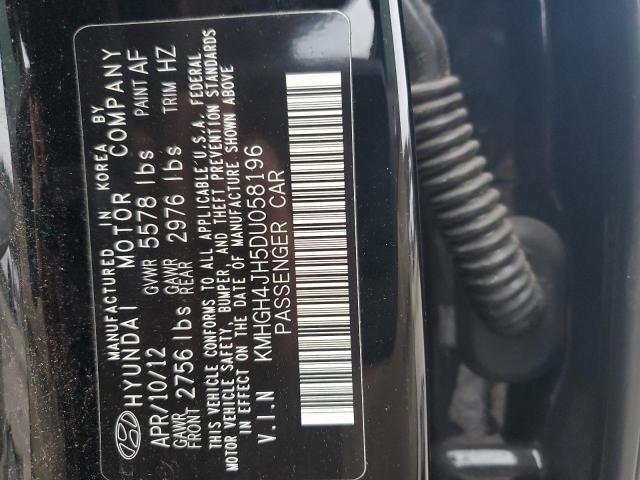 MANUFACTURED IN KOREA BY
HYUNDAI MOTOR COMPANY
APR/10/12 GVWR 5578 lbs PAINT AF
GAWR FRONT 2756 lbs GAWR REAR 2976 lbs TRIM HZ
THIS VEHICLE CONFORMS TO ALL APPLICABLE U.S.A. FEDERAL
MOTOR VEHICLE SAFETY, BUMPER, AND THEFT PREVENTION STANDARDS
IN EFFECT ON THE DATE OF MANUFACTURE SHOWN ABOVE
V.I.N KMHGH4JH5DU058196
PASSENGER CAR